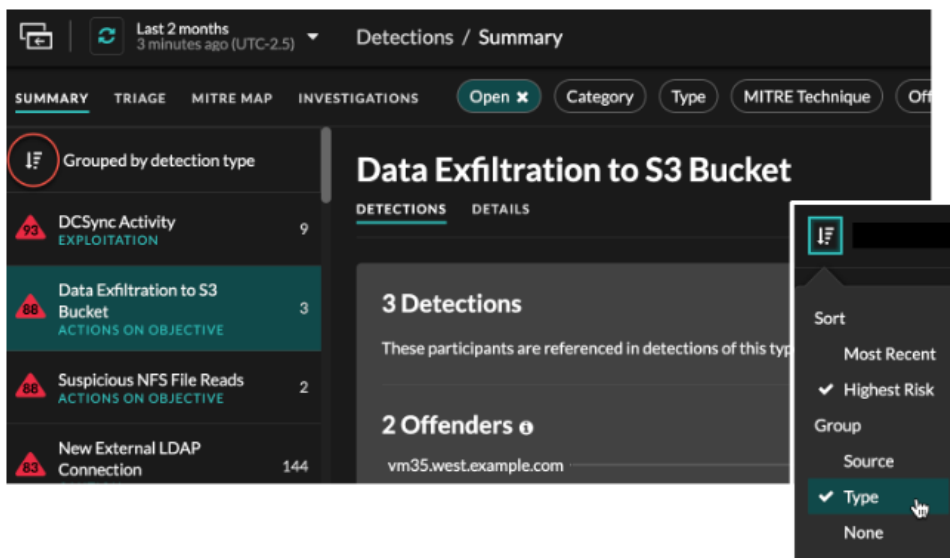 Last 2 months
3 minutes ago (UTC-2.5)
Detections / Summary
SUMMARY TRIAGE MITRE MAP INVESTIGATIONS
Open × Category Type MITRE Technique Off
Grouped by detection type
93 DCSync Activity 9
EXPLOITATION
Data Exfiltration to S3
88 Bucket 3
ACTIONS ON OBJECTIVE
88 Suspicious NFS File Reads 2
ACTIONS ON OBJECTIVE
New External LDAP
83 Connection 144
Data Exfiltration to S3 Bucket
DETECTIONS DETAILS
3 Detections
These participants are referenced in detections of this typ
2 Offenders
vm35.west.example.com
Sort
Most Recent
✓ Highest Risk
Group
Source
✓ Type
None